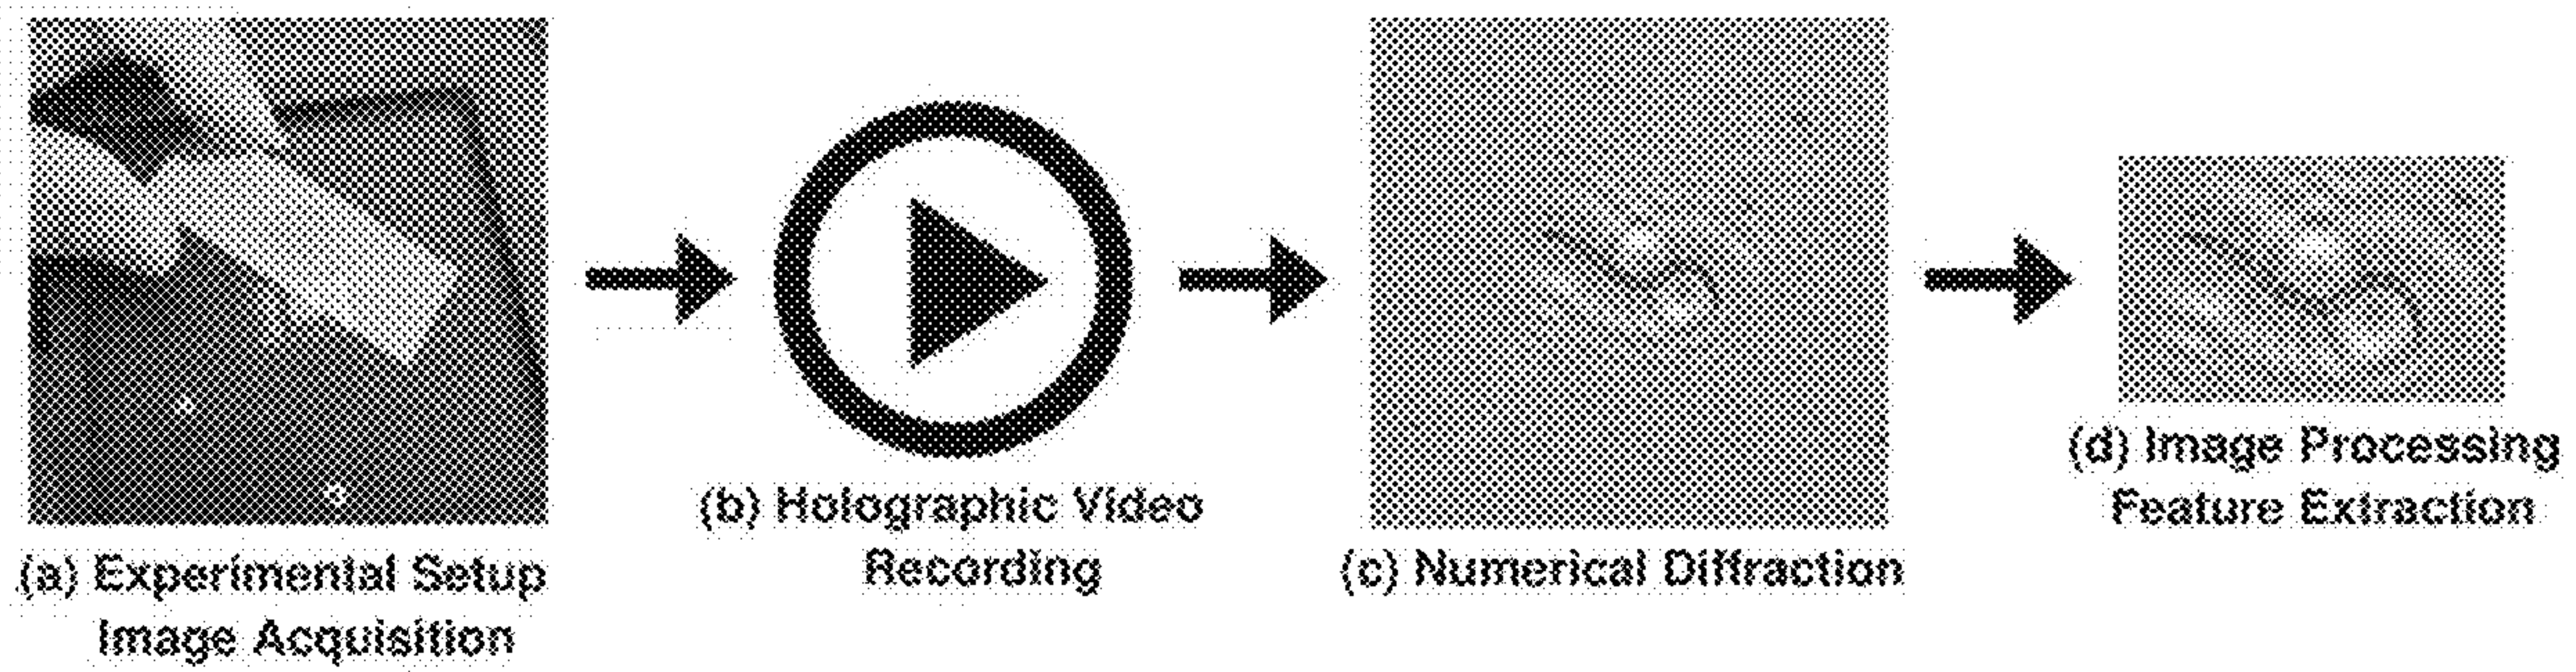 (a) Experimental Setup
Image Acquisition
(b) Holographic Video
Recording
(c) Numerical Diffraction
(d) Image Processing
Feature Extraction